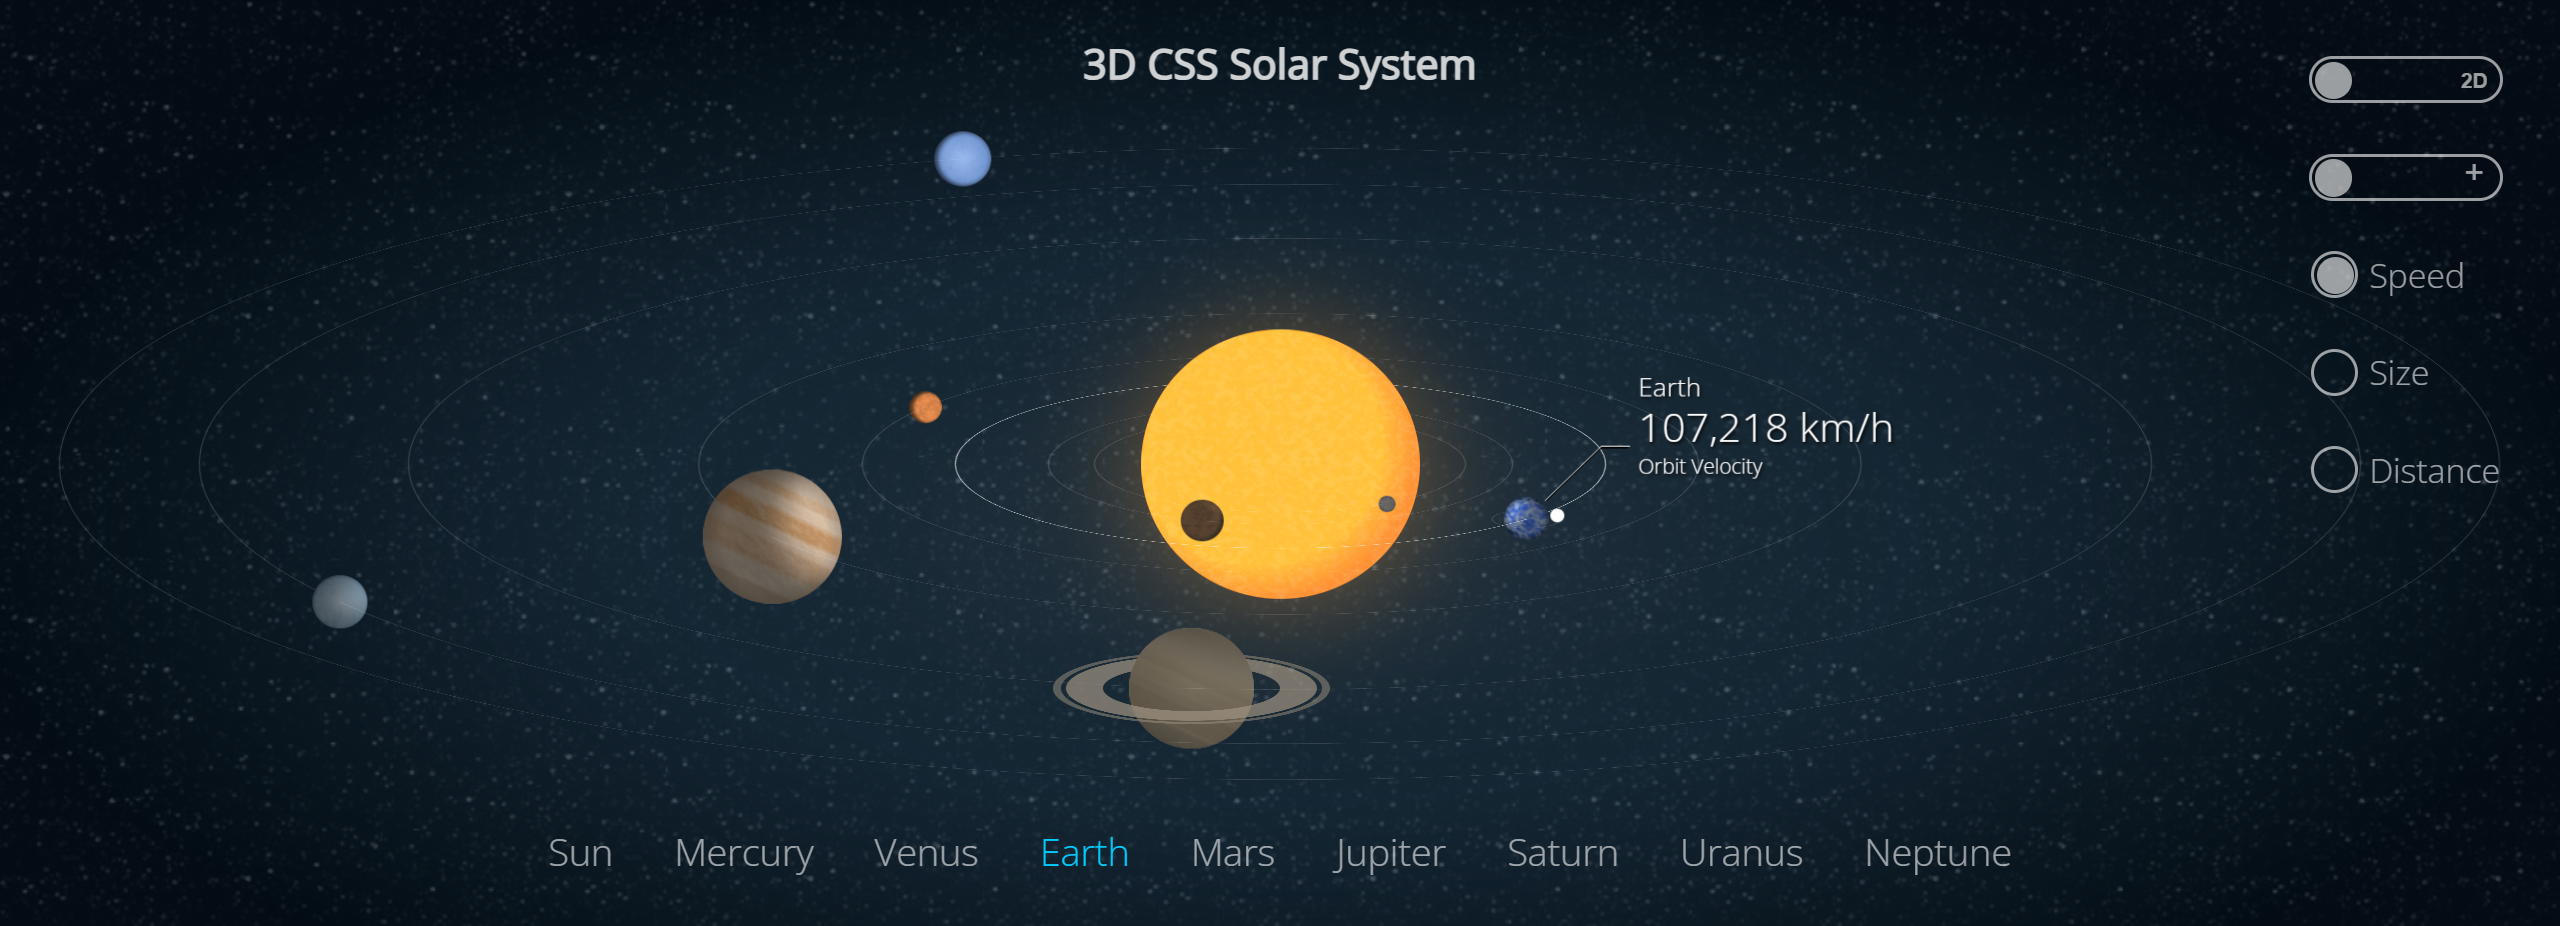 3D CSS Solar System
2D
+
Speed
Size
Distance
Earth
107,218 km/h
Orbit Velocity
Sun Mercury Venus Earth Mars Jupiter Saturn Uranus Neptune